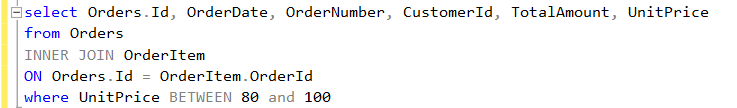 select Orders.Id, OrderDate, OrderNumber, CustomerId, TotalAmount, UnitPrice
from Orders
INNER JOIN OrderItem
ON Orders.Id = OrderItem.OrderId
where UnitPrice BETWEEN 80 and 100